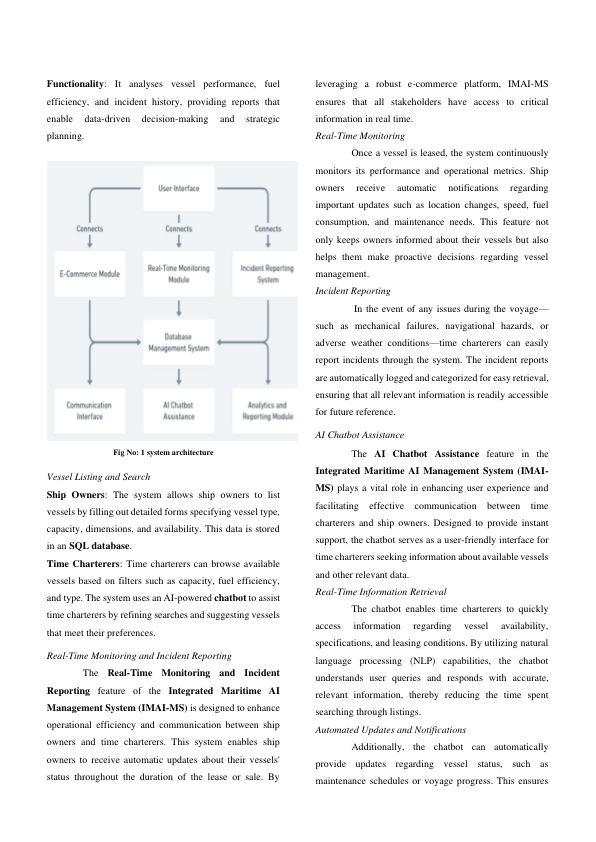 Functionality: It analyses vessel performance, fuel
efficiency, and incident history, providing reports that
enable data-driven decision-making and strategic
planning.
User Interface
Connects
Connects
Connects
E-Commerce Module
Real-Time Monitoring
Module
Incident Reporting
System
Database
Management System
Communication
Interface
AI Chatbot
Assistance
Analytics and
Reporting Module
Fig No: 1 system architecture
Vessel Listing and Search
Ship Owners: The system allows ship owners to list
vessels by filling out detailed forms specifying vessel type,
capacity, dimensions, and availability. This data is stored
in an SQL database.
Time Charterers: Time charterers can browse available
vessels based on filters such as capacity, fuel efficiency,
and type. The system uses an AI-powered chatbot to assist
time charterers by refining searches and suggesting vessels
that meet their preferences.
Real-Time Monitoring and Incident Reporting
The Real-Time Monitoring and Incident
Reporting feature of the Integrated Maritime AI
Management System (IMAI-MS) is designed to enhance
operational efficiency and communication between ship
owners and time charterers. This system enables ship
owners to receive automatic updates about their vessels'
status throughout the duration of the lease or sale. By
leveraging a robust e-commerce platform, IMAI-MS
ensures that all stakeholders have access to critical
information in real time.
Real-Time Monitoring
Once a vessel is leased, the system continuously
monitors its performance and operational metrics. Ship
owners receive automatic notifications regarding
important updates such as location changes, speed, fuel
consumption, and maintenance needs. This feature not
only keeps owners informed about their vessels but also
helps them make proactive decisions regarding vessel
management.
Incident Reporting
In the event of any issues during the voyage—
such as mechanical failures, navigational hazards, or
adverse weather conditions—time charterers can easily
report incidents through the system. The incident reports
are automatically logged and categorized for easy retrieval,
ensuring that all relevant information is readily accessible
for future reference.
AI Chatbot Assistance
The AI Chatbot Assistance feature in the
Integrated Maritime AI Management System (IMAI-
MS) plays a vital role in enhancing user experience and
facilitating effective communication between time
charterers and ship owners. Designed to provide instant
support, the chatbot serves as a user-friendly interface for
time charterers seeking information about available vessels
and other relevant data.
Real-Time Information Retrieval
The chatbot enables time charterers to quickly
access information regarding vessel availability,
specifications, and leasing conditions. By utilizing natural
language processing (NLP) capabilities, the chatbot
understands user queries and responds with accurate,
relevant information, thereby reducing the time spent
searching through listings.
Automated Updates and Notifications
Additionally, the chatbot can automatically
provide updates regarding vessel status, such as
maintenance schedules or voyage progress. This ensures